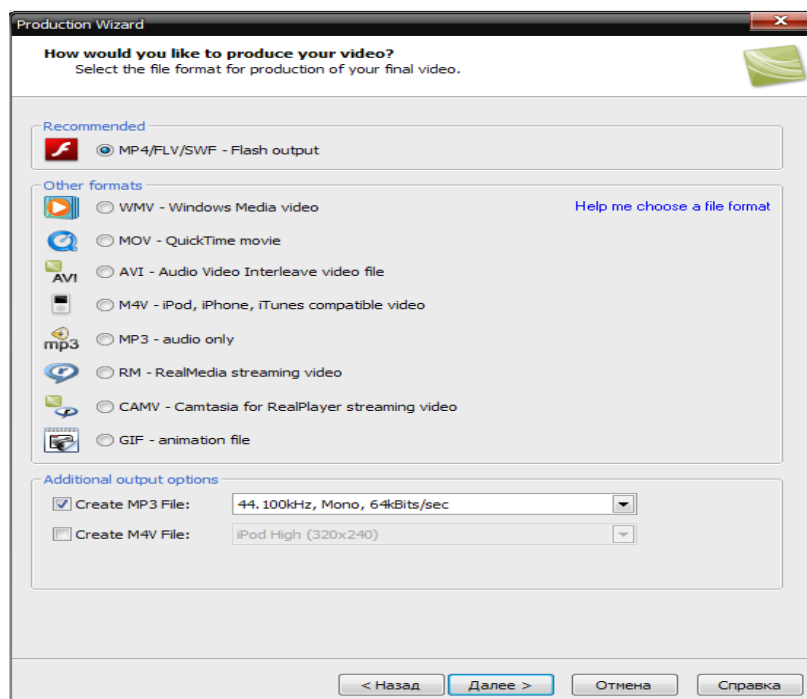 Production Wizard
How would you like to produce your video?
Select the file format for production of your final video.
Recommended
MP4/FLV/SWF - Flash output
Other formats
WMV - Windows Media video
Help me choose a file format
MOV - QuickTime movie
AVI
AVI - Audio Video Interleave video file
M4V - iPod, iPhone, iTunes compatible video
mp3
MP3 - audio only
RM - RealMedia streaming video
CAMV - Camtasia for RealPlayer streaming video
GIF - animation file
Additional output options
Create MP3 File: 44.100kHz, Mono, 64kBits/sec
Create M4V File: iPod High (320x240)
< Назад Далее > Отмена Справка